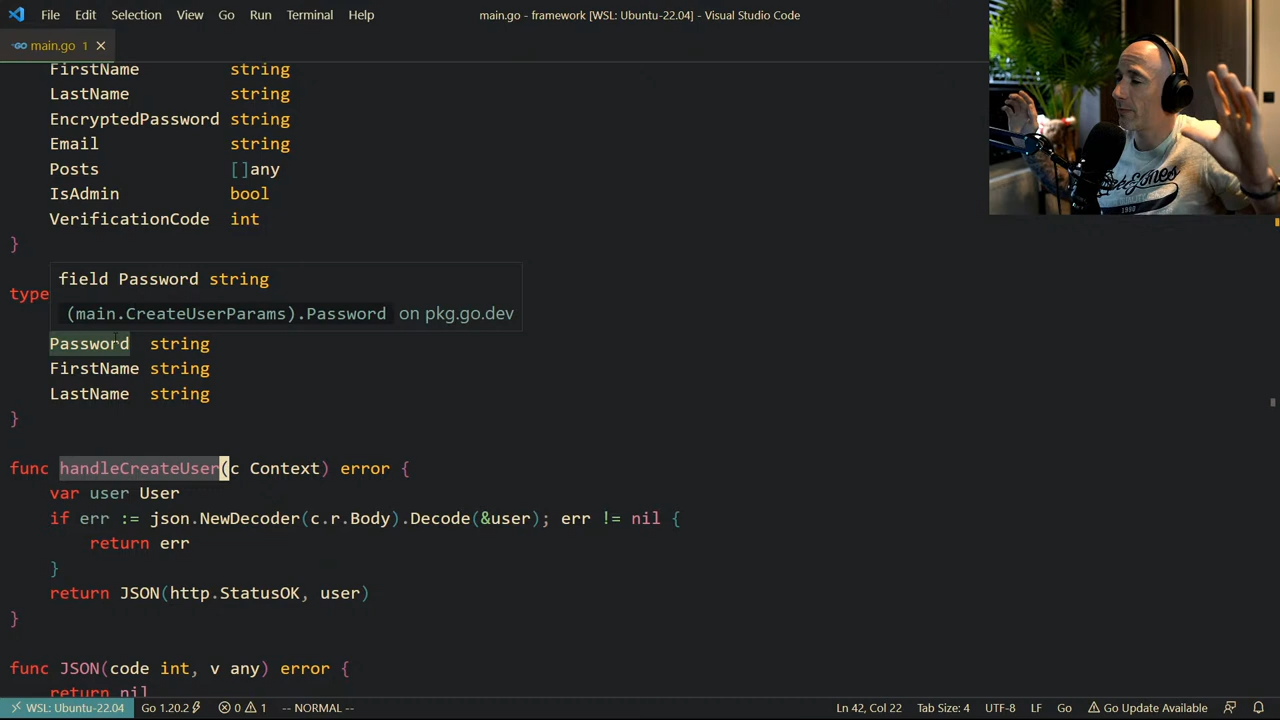 File Edit Selection View Go Run Terminal Help
main.go - framework [WSL: Ubuntu-22.04] - Visual Studio Code
main.go 1
FirstName string
LastName string
EncryptedPassword string
Email string
Posts []any
IsAdmin bool
VerificationCode int
}
field Password string
type
(main.CreateUserParams).Password on pkg.go.dev
Password string
FirstName string
LastName string
}
func handleCreateUser(c Context) error {
var user User
if err := json.NewDecoder(c.r.Body).Decode(&user); err != nil {
return err
}
return JSON(http.StatusOK, user)
}
func JSON(code int, v any) error {
return nil
WSL: Ubuntu-22.04 Go 1.20.2 0 1 -- NORMAL -- Ln 42, Col 22 Tab Size: 4 UTF-8 LF Go Go Update Available